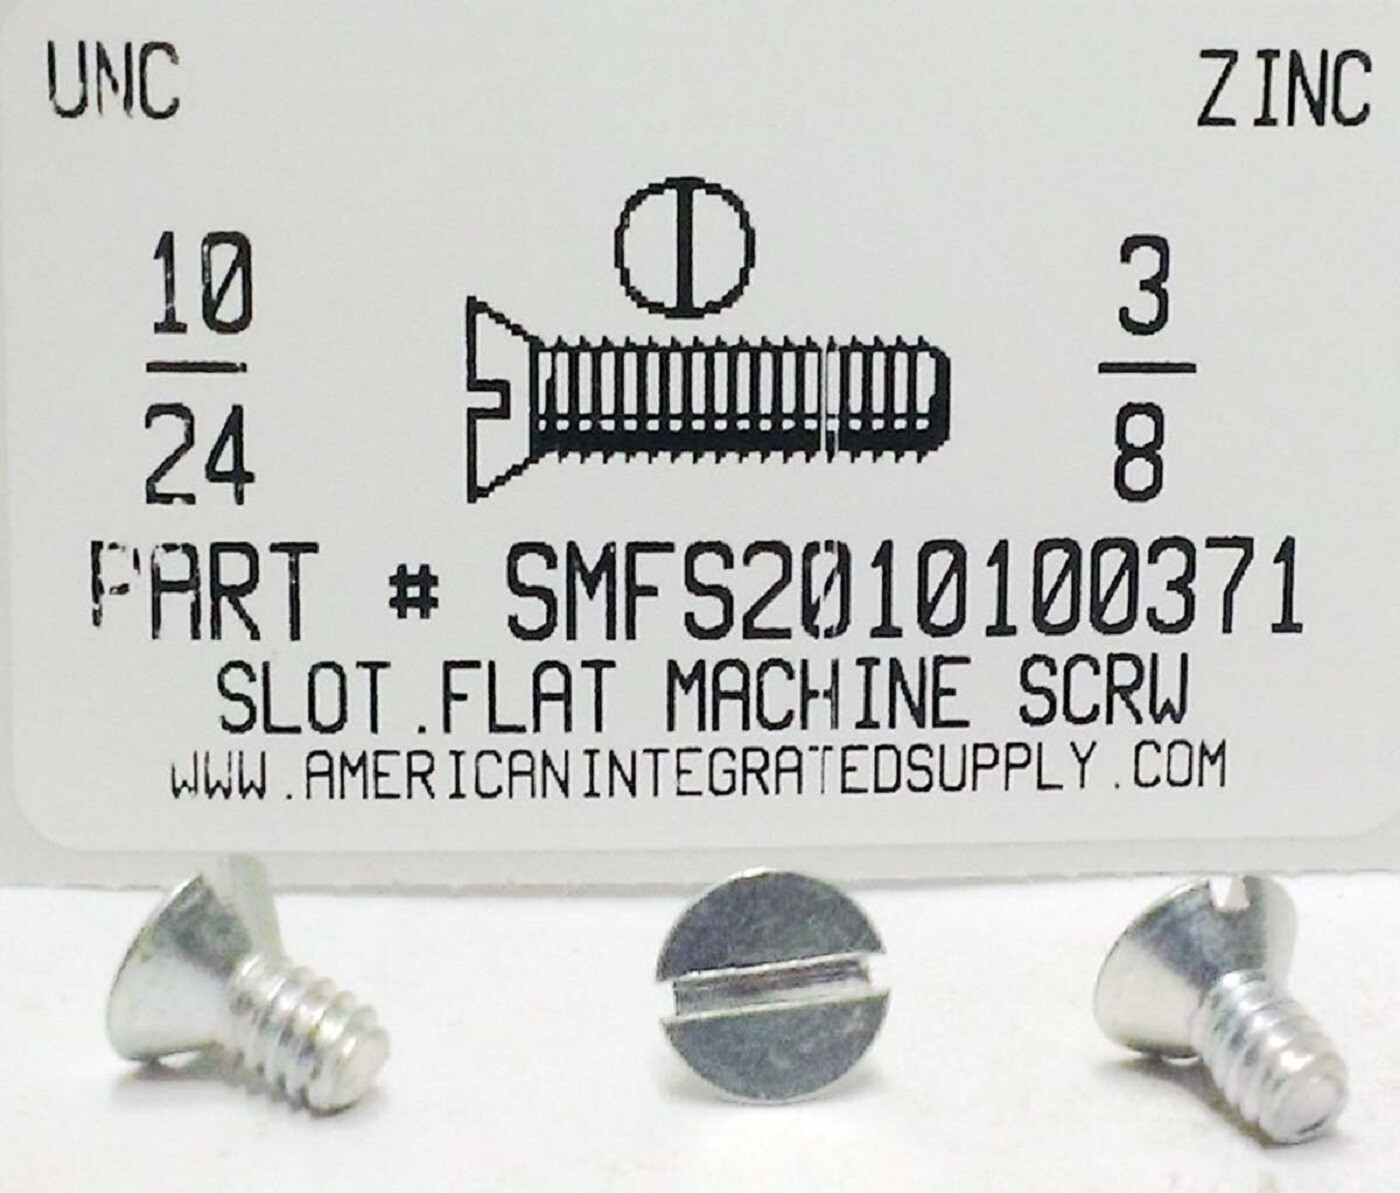 UNC ZINC
10 3
24 8
PART # SMFS2010100371
SLOT.FLAT MACHINE SCRW
WWW.AMERICANINTEGRATEDSUPPLY.COM